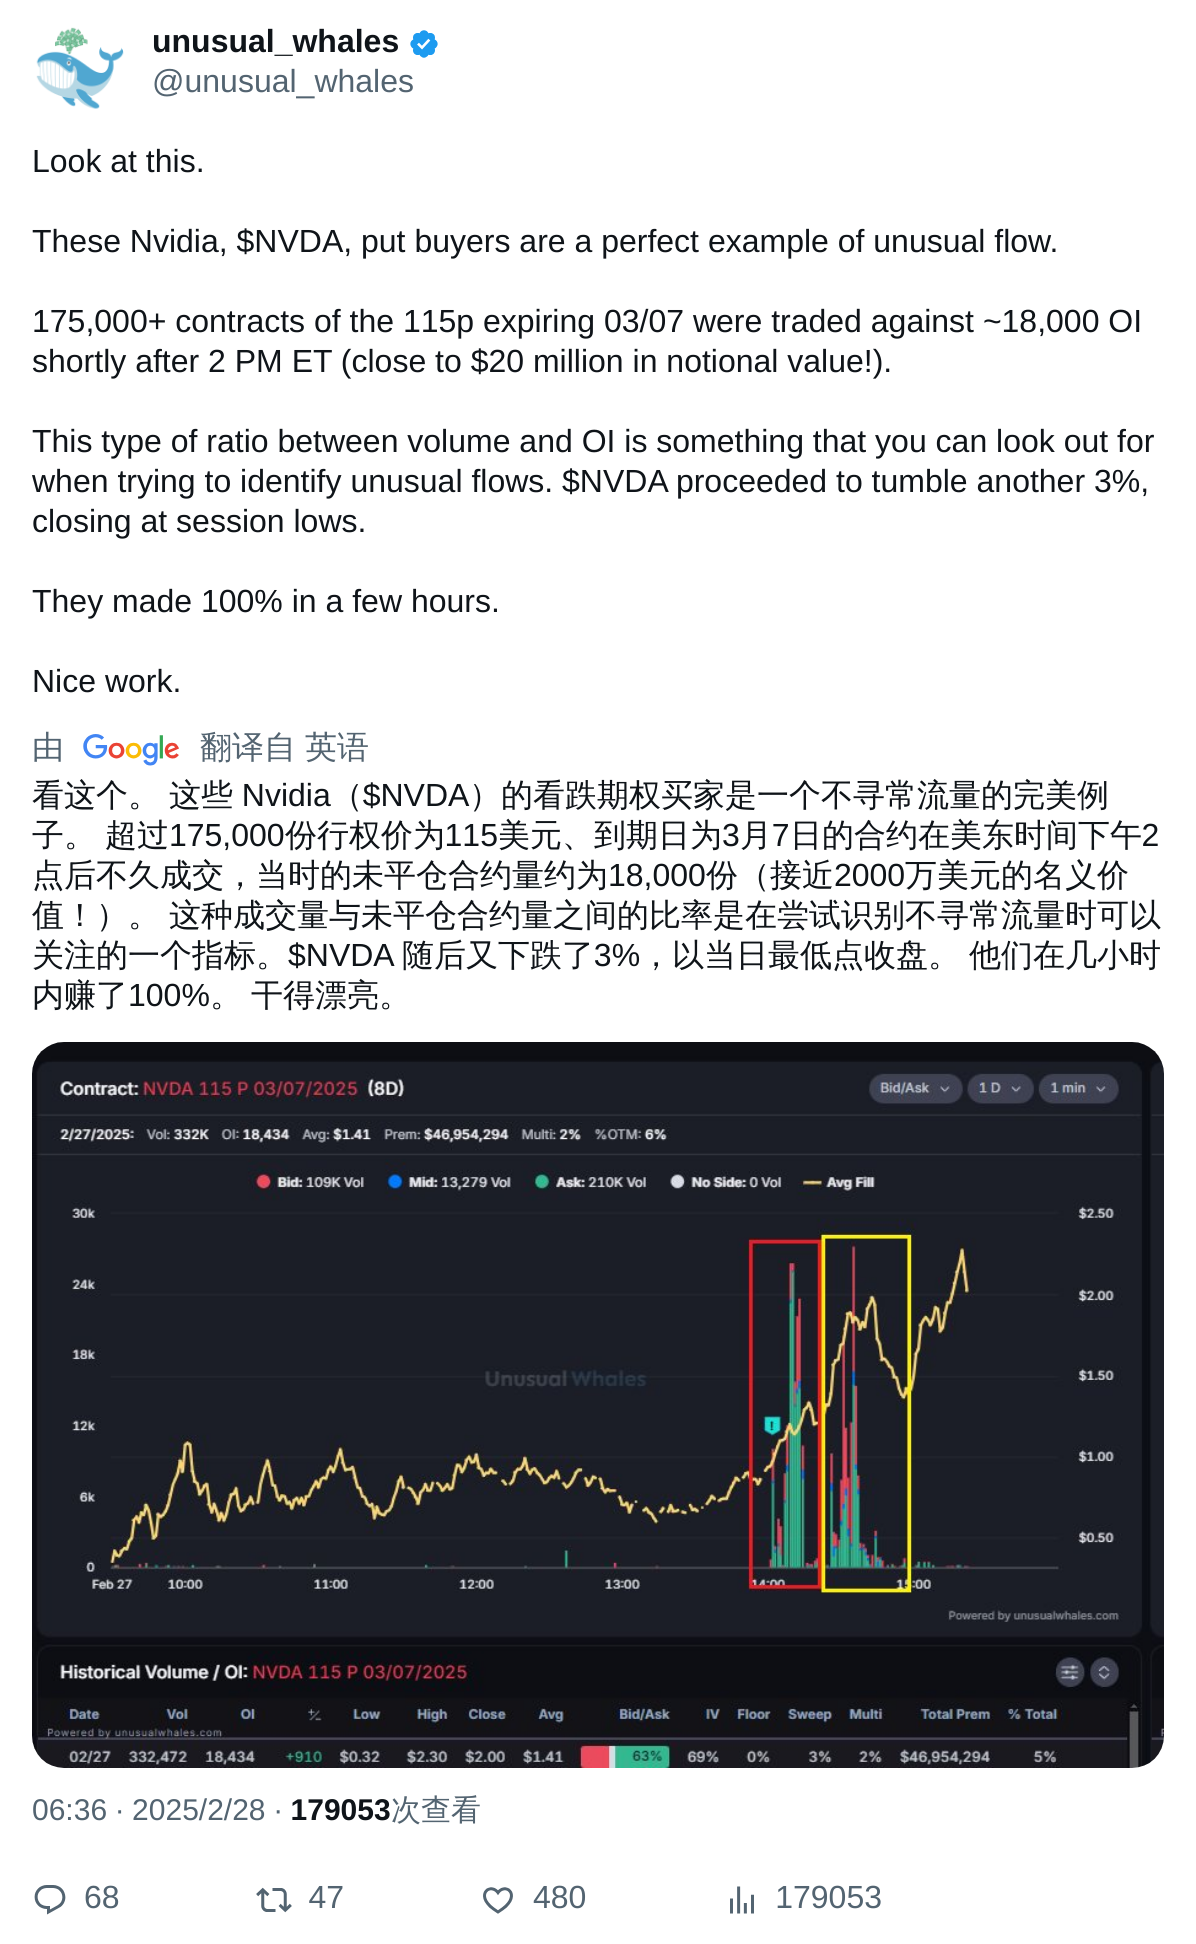 unusual_whales
@unusual_whales
Look at this.
These Nvidia, $NVDA, put buyers are a perfect example of unusual flow.
175,000+ contracts of the 115p expiring 03/07 were traded against ~18,000 OI
shortly after 2 PM ET (close to $20 million in notional value!).
This type of ratio between volume and OI is something that you can look out for
when trying to identify unusual flows. $NVDA proceeded to tumble another 3%,
closing at session lows.
They made 100% in a few hours.
Nice work.
由 Google 翻译自 英语
看这个。 这些 Nvidia（$NVDA）的看跌期权买家是一个不寻常流量的完美例
子。 超过175,000份行权价为115美元、到期日为3月7日的合约在美东时间下午2
点后不久成交，当时的未平仓合约量约为18,000份（接近2000万美元的名义价
值！）。 这种成交量与未平仓合约量之间的比率是在尝试识别不寻常流量时可以
关注的一个指标。$NVDA 随后又下跌了3%，以当日最低点收盘。 他们在几小时
内赚了100%。 干得漂亮。
Contract: NVDA 115 P 03/07/2025 (8D) Bid/Ask 1 D 1 min
2/27/2025: Vol: 332K OI: 18,434 Avg: $1.41 Prem: $46,954,294 Multi: 2% %OTM: 6%
Bid: 109K Vol Mid: 13,279 Vol Ask: 210K Vol No Side: 0 Vol Avg Fill
30k $2.50
24k $2.00
18k $1.50
Unusual Whales
12k $1.00
6k $0.50
0
Feb 27 10:00 11:00 12:00 13:00 14:00 15:00
Powered by unusualwhales.com
Historical Volume / OI: NVDA 115 P 03/07/2025
Date Vol OI +/- Low High Close Avg Bid/Ask IV Floor Sweep Multi Total Prem % Total
Powered by unusualwhales.com
02/27 332,472 18,434 +910 $0.32 $2.30 $2.00 $1.41 63% 69% 0% 3% 2% $46,954,294 5%
06:36 · 2025/2/28 · 179053次查看
68 47 480 179053